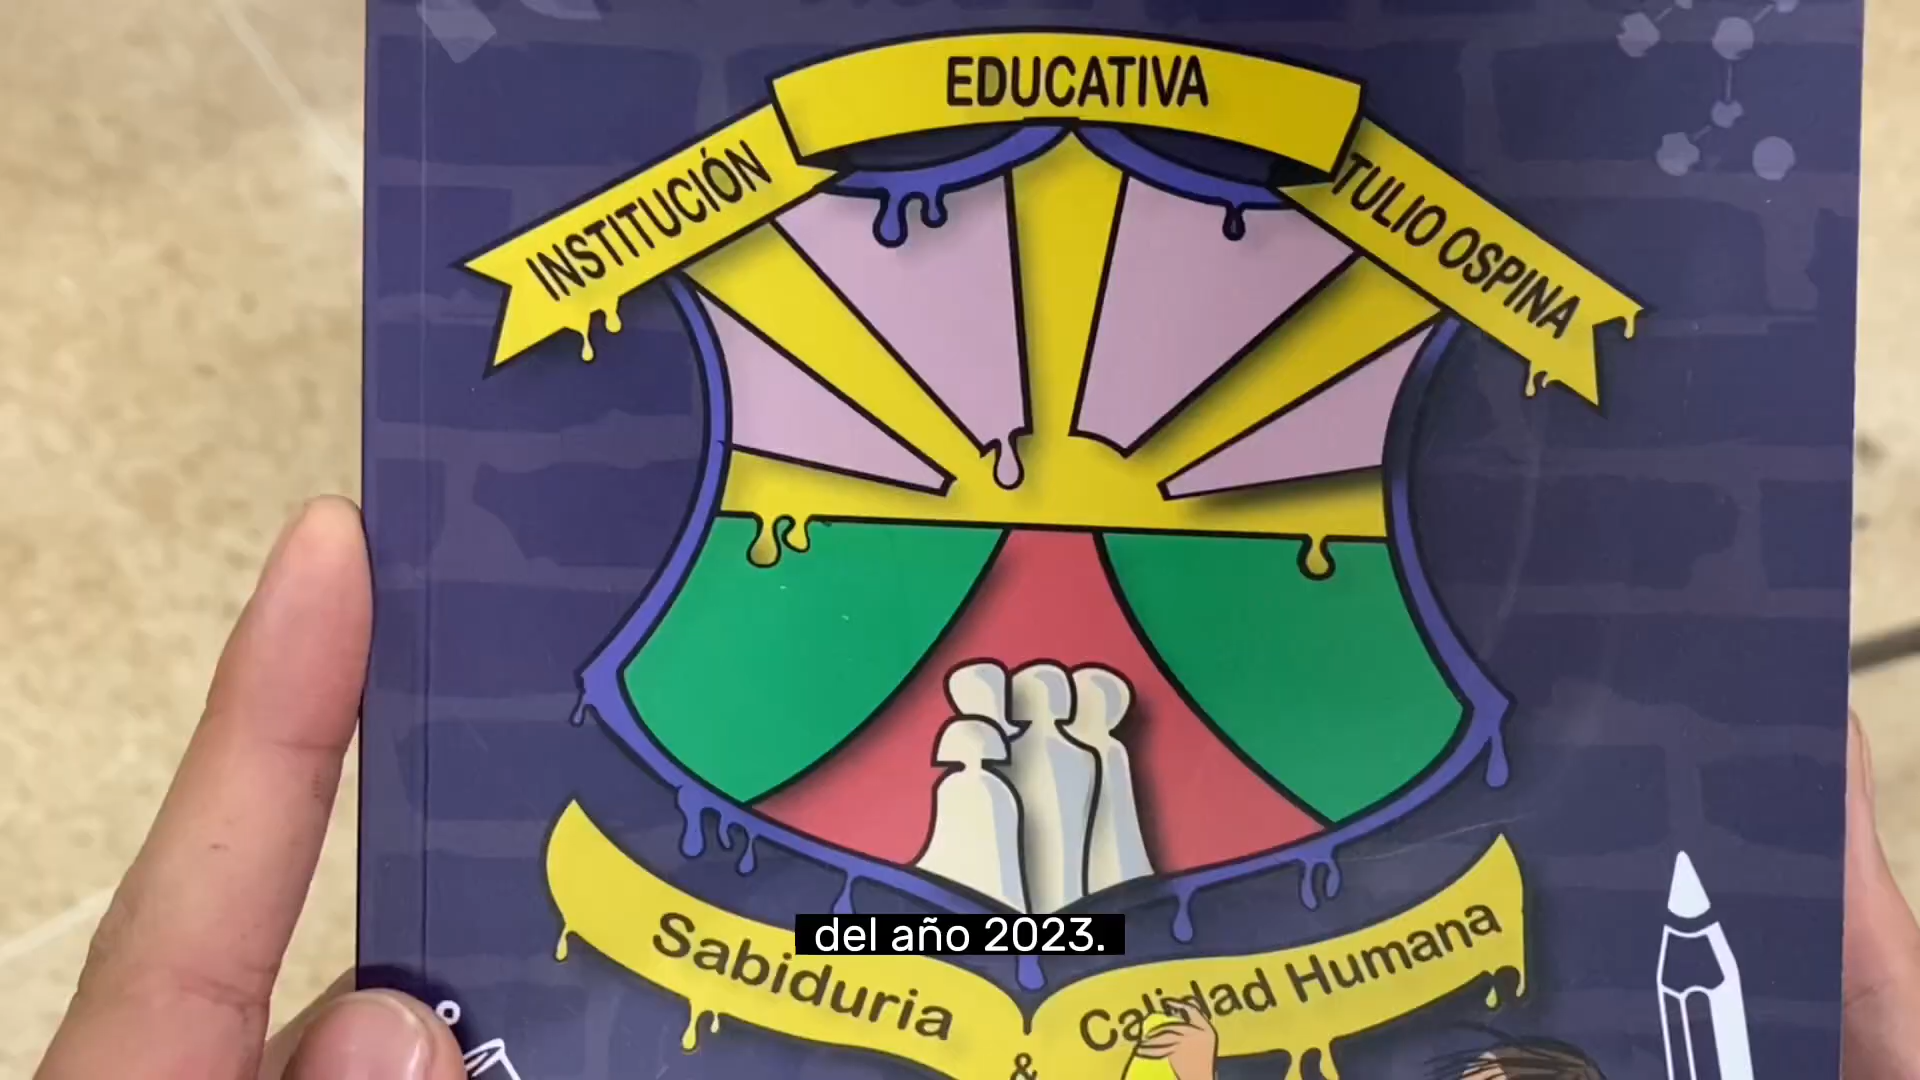 INSTITUCIÓN
EDUCATIVA
TULIO OSPINA
Sabiduria
&
Calidad Humana
del año 2023.